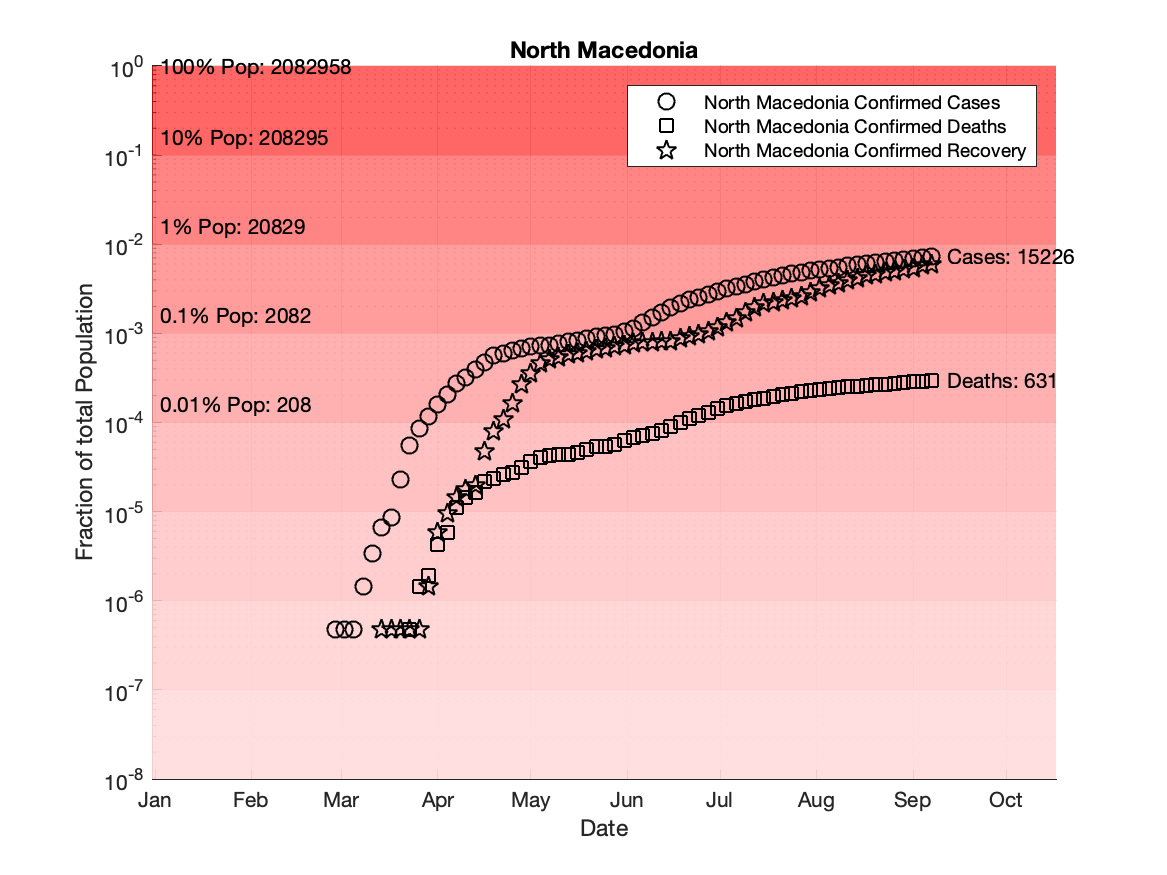 North Macedonia
10^0
100% Pop: 2082958
North Macedonia Confirmed Cases
North Macedonia Confirmed Deaths
North Macedonia Confirmed Recovery
10% Pop: 208295
10^-1
1% Pop: 20829
10^-2
Cases: 15226
0.1% Pop: 2082
10^-3
Deaths: 631
0.01% Pop: 208
10^-4
10^-5
10^-6
10^-7
10^-8
Fraction of total Population
Jan Feb Mar Apr May Jun Jul Aug Sep Oct
Date